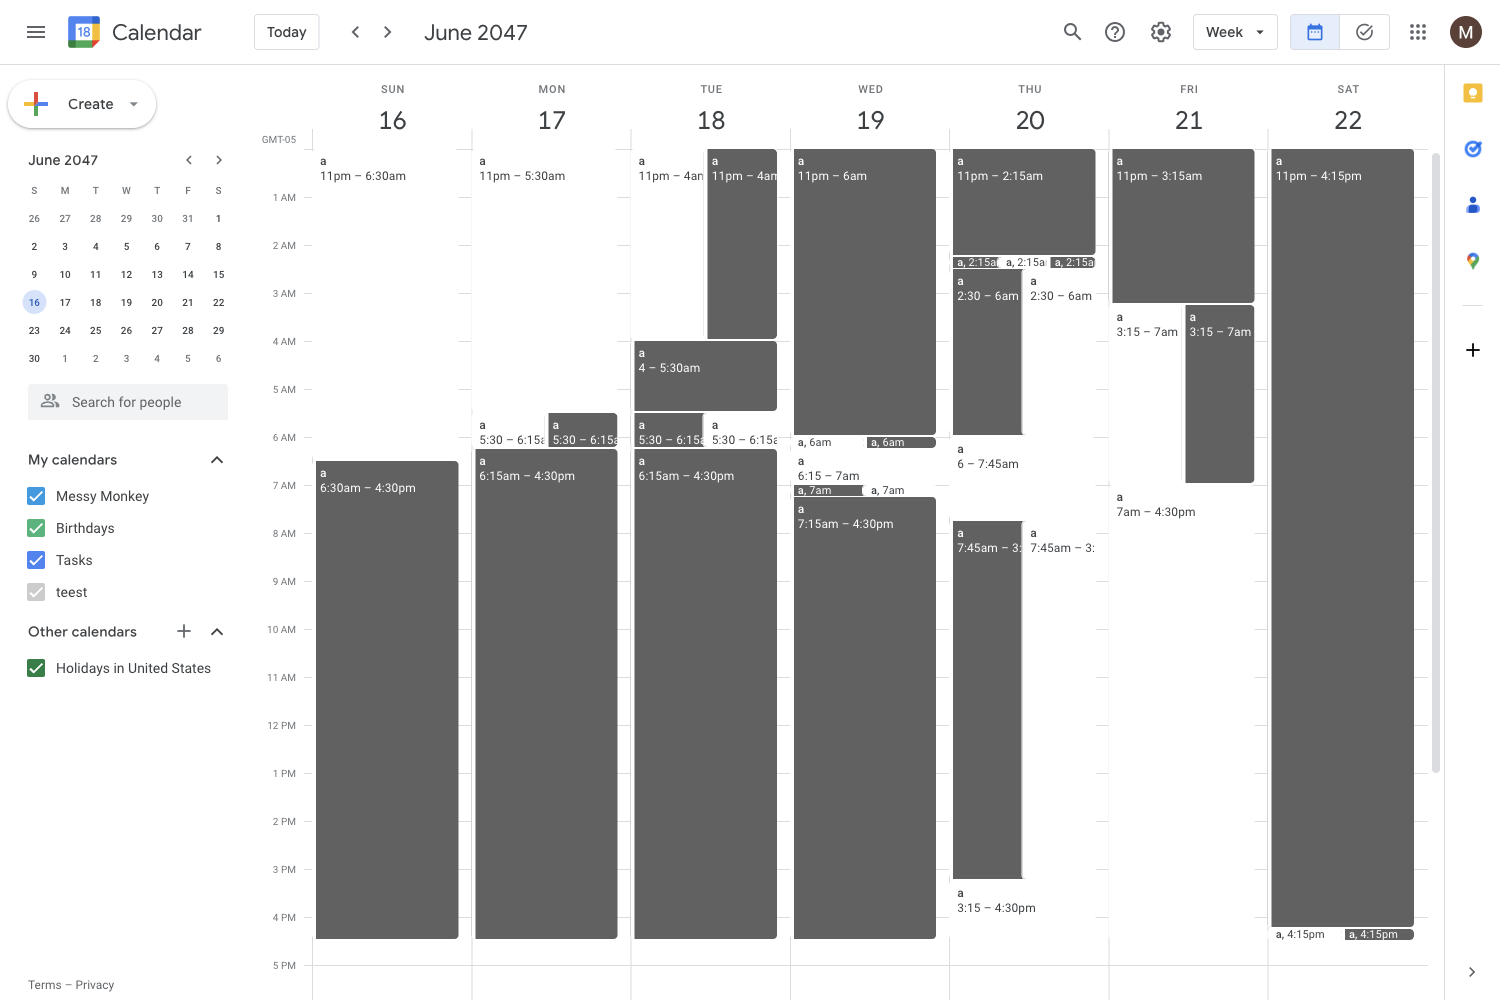 18
Calendar
Today
June 2047
Week
M
Create
June 2047
S M T W T F S
26 27 28 29 30 31 1
2 3 4 5 6 7 8
9 10 11 12 13 14 15
16 17 18 19 20 21 22
23 24 25 26 27 28 29
30 1 2 3 4 5 6
Search for people
My calendars
Messy Monkey
Birthdays
Tasks
teest
Other calendars
Holidays in United States
Terms – Privacy
GMT-05
SUN
16
MON
17
TUE
18
WED
19
THU
20
FRI
21
SAT
22
1 AM
2 AM
3 AM
4 AM
5 AM
6 AM
7 AM
8 AM
9 AM
10 AM
11 AM
12 PM
1 PM
2 PM
3 PM
4 PM
5 PM
a
11pm – 6:30am
a
6:30am – 4:30pm
a
11pm – 5:30am
a
5:30 – 6:15a
a
5:30 – 6:15a
a
6:15am – 4:30pm
a
11pm – 4am
a
11pm – 4am
a
4 – 5:30am
a
5:30 – 6:15a
a
5:30 – 6:15a
a
6:15am – 4:30pm
a
11pm – 6am
a, 6am
a, 6am
a
6:15 – 7am
a, 7am
a, 7am
a
7:15am – 4:30pm
a
11pm – 2:15am
a, 2:15a
a, 2:15a
a, 2:15a
a
2:30 – 6am
a
2:30 – 6am
a
6 – 7:45am
a
7:45am – 3:
a
7:45am – 3:
a
3:15 – 4:30pm
a
11pm – 3:15am
a
3:15 – 7am
a
3:15 – 7am
a
7am – 4:30pm
a
11pm – 4:15pm
a, 4:15pm
a, 4:15pm